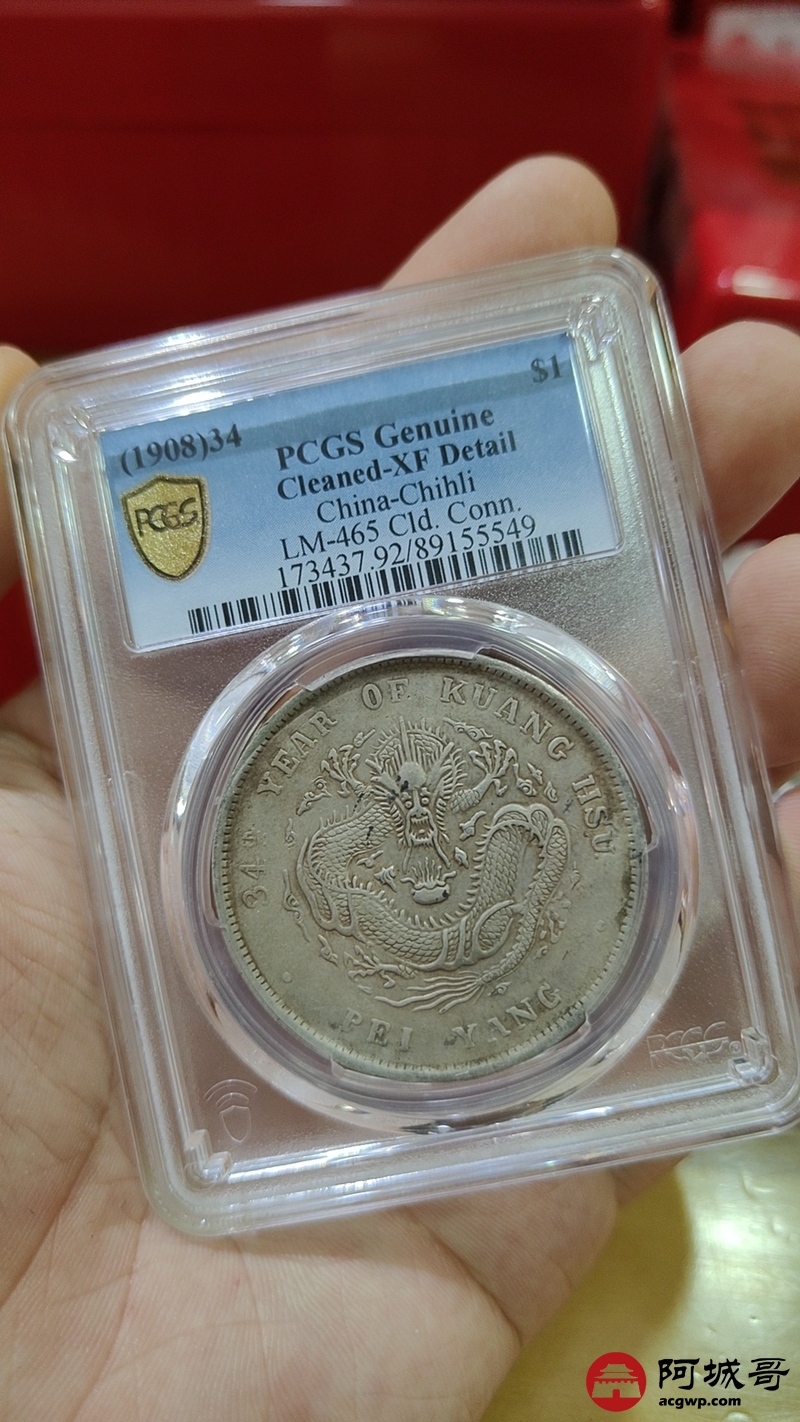 (1908)34
$1
PCGS Genuine
Cleaned-XF Detail
China-Chihli
LM-465 Cld. Conn.
173437.92/89155549
PCGS
34TH YEAR OF KUANG HSU
PEI YANG
PCGS
阿城哥
acgwp.com